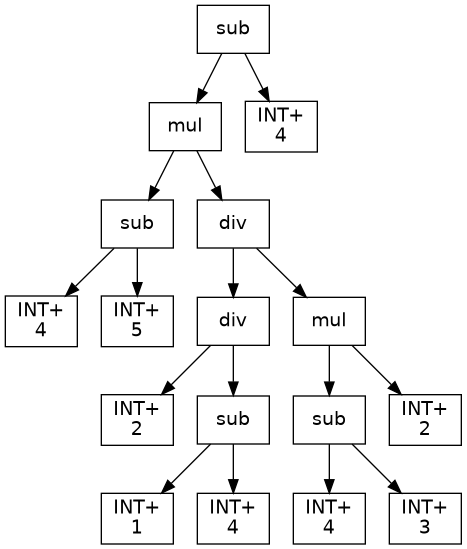 sub
mul
INT+
4
sub
div
INT+
4
INT+
5
div
mul
INT+
2
sub
sub
INT+
2
INT+
1
INT+
4
INT+
4
INT+
3